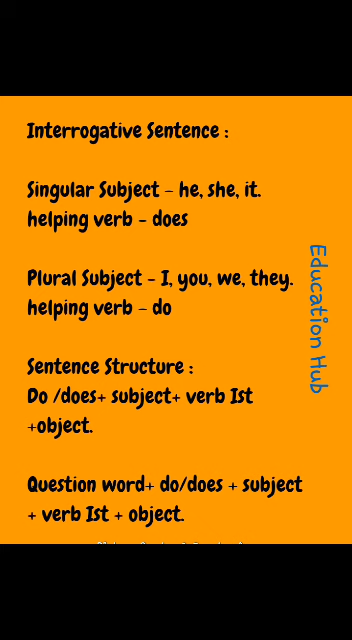 Interrogative Sentence :
Singular Subject - he, she, it.
helping verb - does
Plural Subject - I, you, we, they.
helping verb - do
Sentence Structure :
Do /does+ subject+ verb Ist
+object.
Question word+ do/does + subject
+ verb Ist + object.
Education Hub